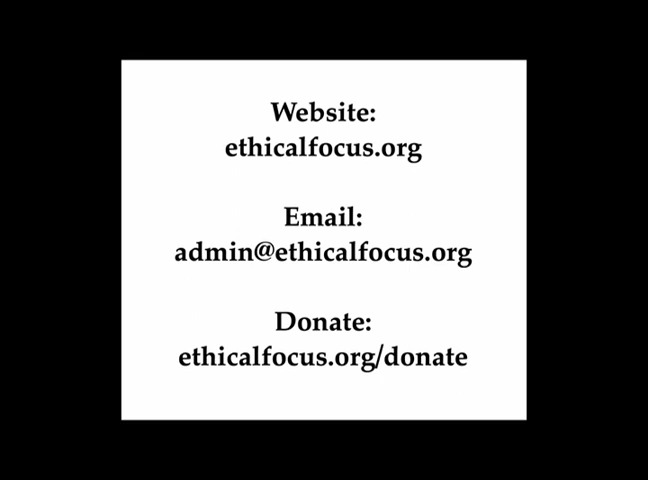 Website:
ethicalfocus.org
Email:
admin@ethicalfocus.org
Donate:
ethicalfocus.org/donate